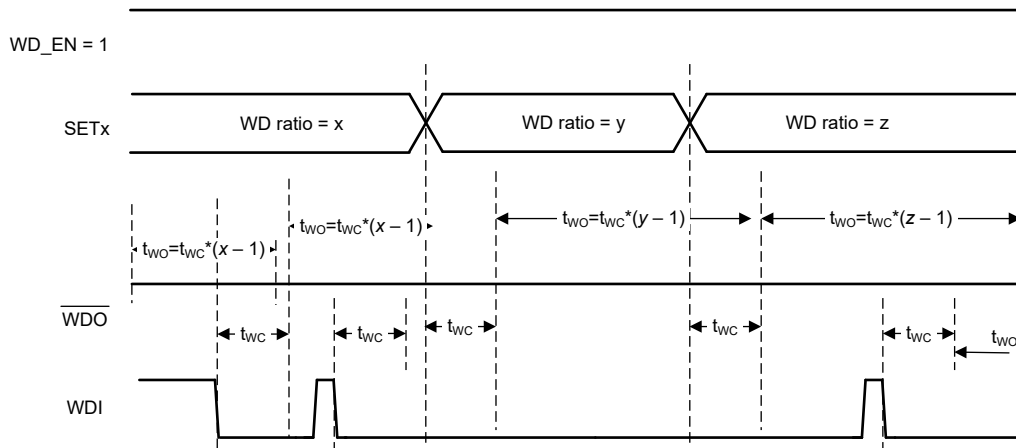 WD_EN = 1
SETx
WD ratio = x
WD ratio = y
WD ratio = z
tWO=tWC*(x – 1)
tWO=tWC*(x – 1)
tWO=tWC*(y – 1)
tWO=tWC*(z – 1)
WDO
tWC
tWC
tWC
tWC
tWC
tWO
WDI